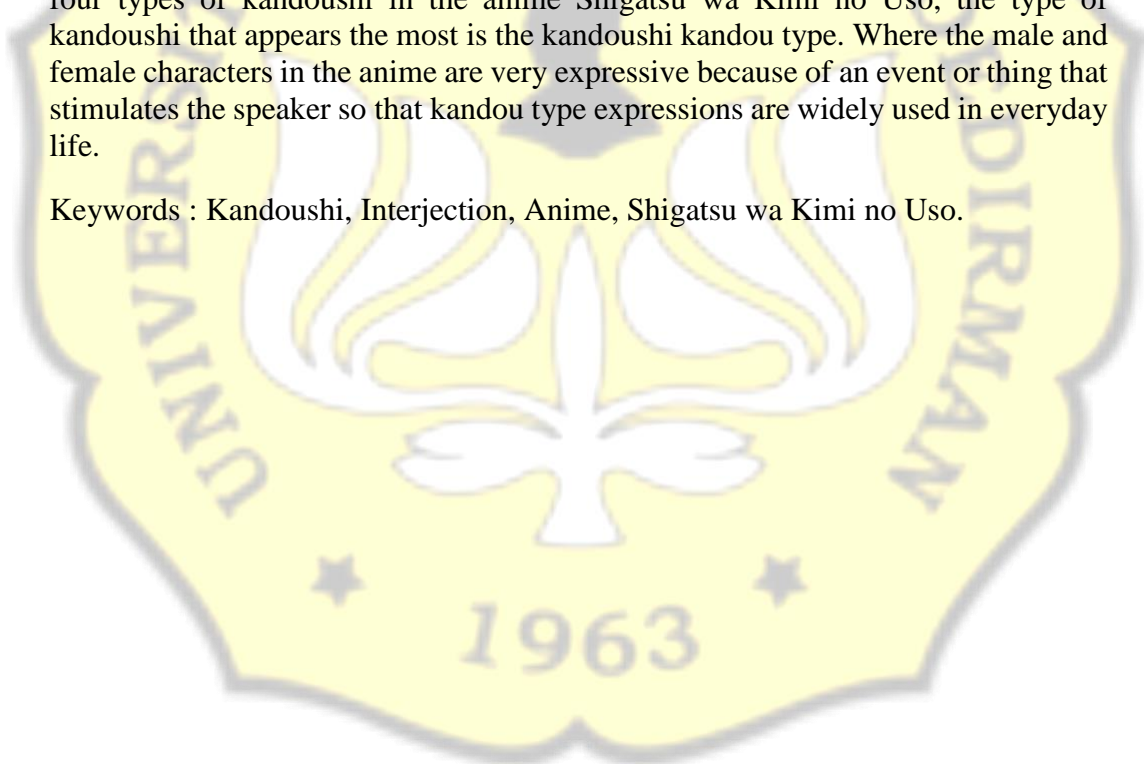 four types of kandoushi in the anime Shigatsu wa Kimi no Uso, the type of
kandoushi that appears the most is the kandoushi kandou type. Where the male and
female characters in the anime are very expressive because of an event or thing that
stimulates the speaker so that kandou type expressions are widely used in everyday
life.
Keywords : Kandoushi, Interjection, Anime, Shigatsu wa Kimi no Uso.
UNIVERSI
EDIRMAN
1963